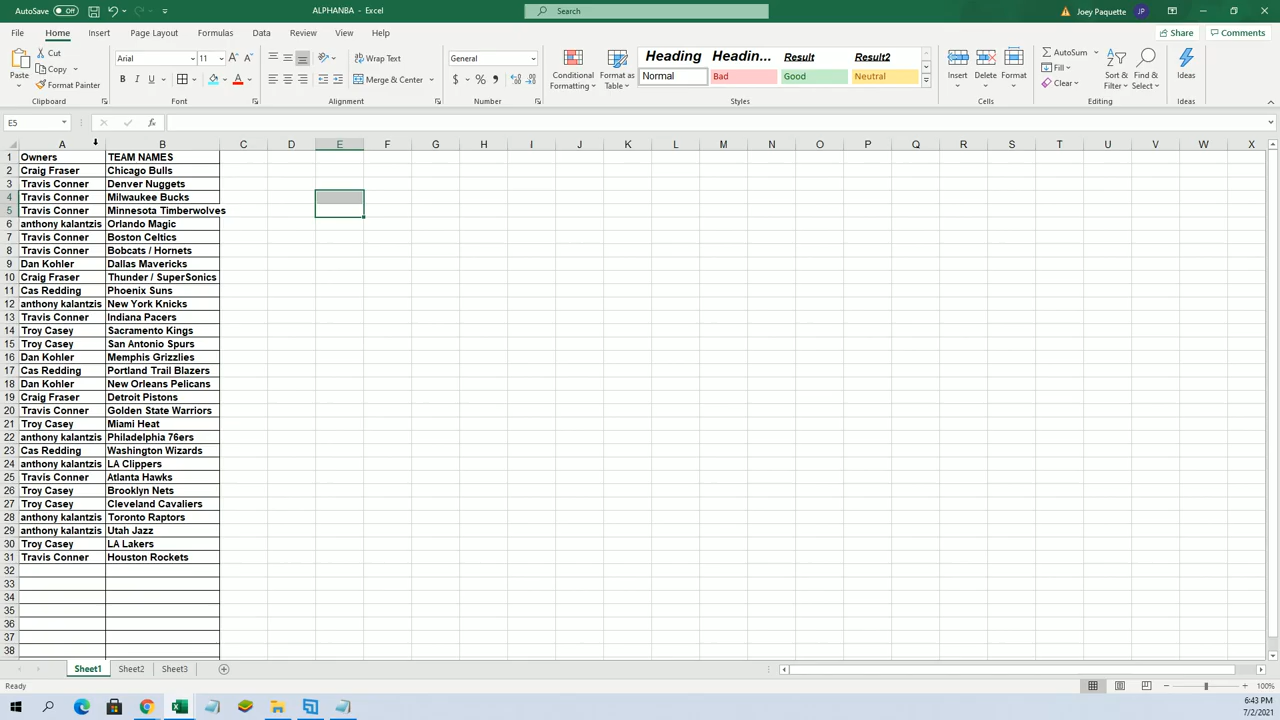 AutoSave Off ALPHANBA - Excel Search Joey Paquette JP
File Home Insert Page Layout Formulas Data Review View Help Share Comments
Paste Cut Copy Format Painter Clipboard
Arial 11 B I U Font
Wrap Text Merge & Center Alignment
General $ % Number
Conditional Formatting Format as Table
Heading Headin... Result Result2
Normal Bad Good Neutral
Styles
Insert Delete Format Cells
AutoSum Fill Clear Sort & Filter Find & Select Editing
Ideas Ideas
E5 fx
A B C D E F G H I J K L M N O P Q R S T U V W X
1 Owners TEAM NAMES
2 Craig Fraser Chicago Bulls
3 Travis Conner Denver Nuggets
4 Travis Conner Milwaukee Bucks
5 Travis Conner Minnesota Timberwolves
6 anthony kalantzis Orlando Magic
7 Travis Conner Boston Celtics
8 Travis Conner Bobcats / Hornets
9 Dan Kohler Dallas Mavericks
10 Craig Fraser Thunder / SuperSonics
11 Cas Redding Phoenix Suns
12 anthony kalantzis New York Knicks
13 Travis Conner Indiana Pacers
14 Troy Casey Sacramento Kings
15 Troy Casey San Antonio Spurs
16 Dan Kohler Memphis Grizzlies
17 Cas Redding Portland Trail Blazers
18 Dan Kohler New Orleans Pelicans
19 Craig Fraser Detroit Pistons
20 Travis Conner Golden State Warriors
21 Troy Casey Miami Heat
22 anthony kalantzis Philadelphia 76ers
23 Cas Redding Washington Wizards
24 anthony kalantzis LA Clippers
25 Travis Conner Atlanta Hawks
26 Troy Casey Brooklyn Nets
27 Troy Casey Cleveland Cavaliers
28 anthony kalantzis Toronto Raptors
29 anthony kalantzis Utah Jazz
30 Troy Casey LA Lakers
31 Travis Conner Houston Rockets
32
33
34
35
36
37
38
Sheet1 Sheet2 Sheet3
Ready 100%
6:43 PM
7/2/2021